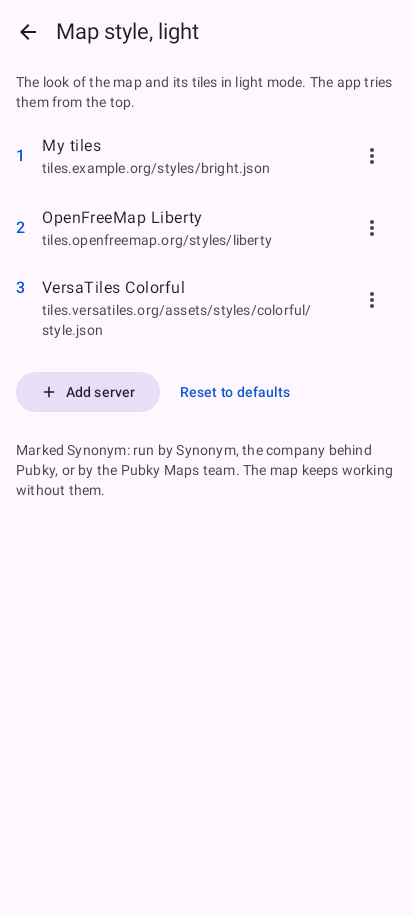 Map style, light
The look of the map and its tiles in light mode. The app tries
them from the top.
1
My tiles
tiles.example.org/styles/bright.json
2
OpenFreeMap Liberty
tiles.openfreemap.org/styles/liberty
3
VersaTiles Colorful
tiles.versatiles.org/assets/styles/colorful/
style.json
+ Add server
Reset to defaults
Marked Synonym: run by Synonym, the company behind
Pubky, or by the Pubky Maps team. The map keeps working
without them.